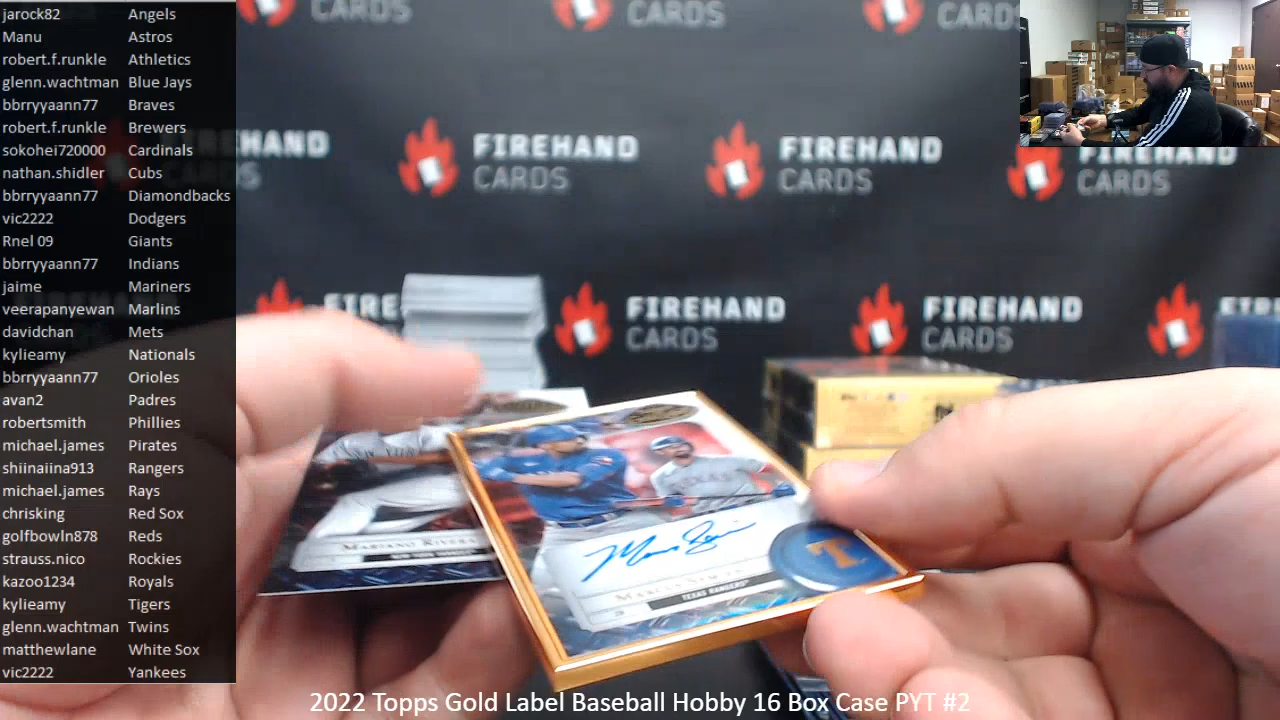 jarock82 Angels
Manu Astros
robert.f.runkle Athletics
glenn.wachtman Blue Jays
bbrryyaann77 Braves
robert.f.runkle Brewers
sokohei720000 Cardinals
nathan.shidler Cubs
bbrryyaann77 Diamondbacks
vic2222 Dodgers
Rnel 09 Giants
bbrryyaann77 Indians
jaime Mariners
veerapanyewan Marlins
davidchan Mets
kylieamy Nationals
bbrryyaann77 Orioles
avan2 Padres
robertsmith Phillies
michael.james Pirates
shiinaiina913 Rangers
michael.james Rays
chrisking Red Sox
golfbowln878 Reds
strauss.nico Rockies
kazoo1234 Royals
kylieamy Tigers
glenn.wachtman Twins
matthewlane White Sox
vic2222 Yankees
CARDS
CARDS
CARD
FIREHAND
CARDS
FIREHAND
CARDS
FIREHAND
CARDS
FIREHAND
CARDS
FIREHAND
CARDS
MARIANO RIVERA
NEW YORK YANKEES
TEXAS
MARCUS
TEXAS RANGERS
T
2022 Topps Gold Label Baseball Hobby 16 Box Case PYT #2